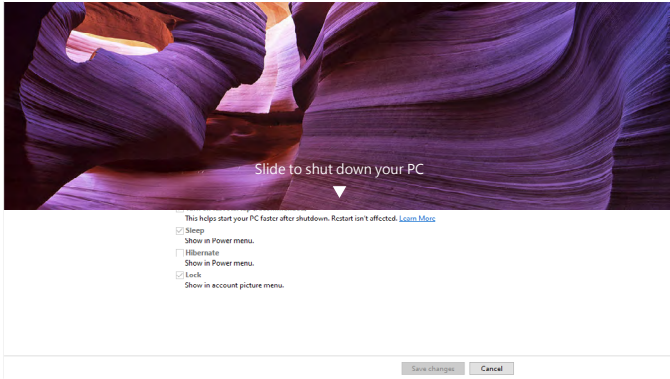 Slide to shut down your PC
This helps start your PC faster after shutdown. Restart isn't affected. Learn More
Sleep
Show in Power menu.
Hibernate
Show in Power menu.
Lock
Show in account picture menu.
Save changes
Cancel